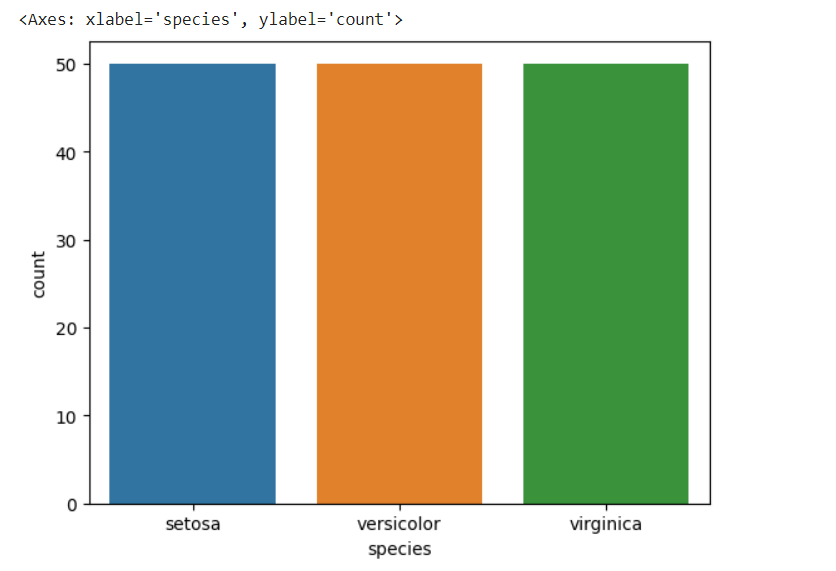 <Axes: xlabel='species', ylabel='count'>
50
40
30
20
10
0
count
setosa versicolor virginica
species